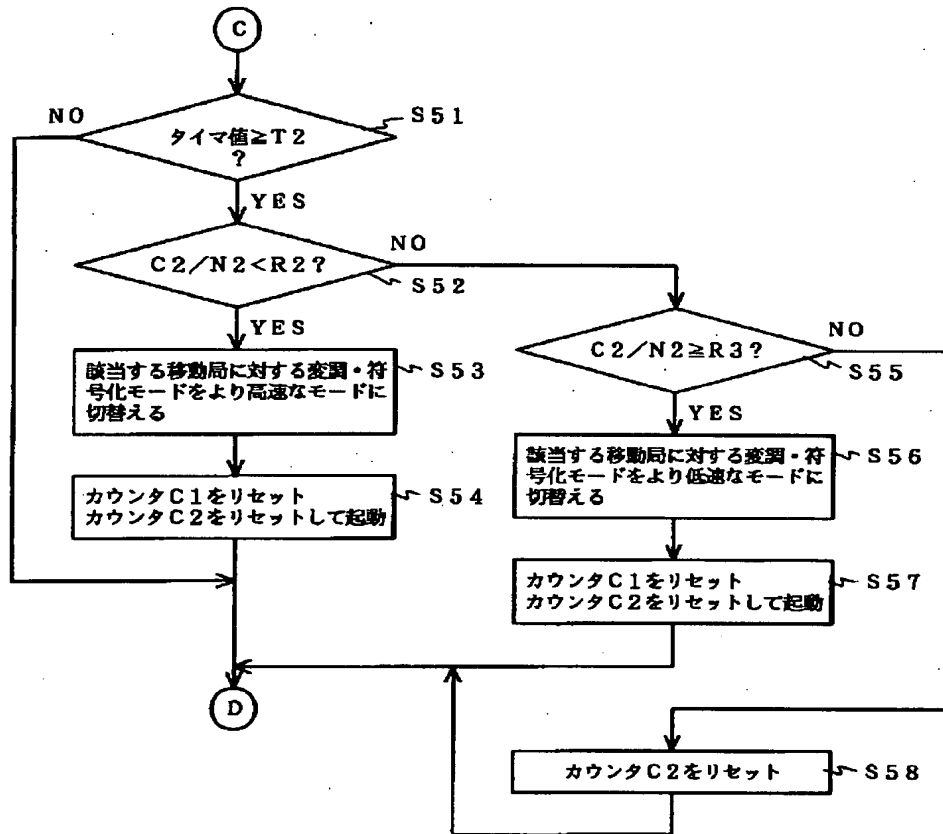 C
NO
S51
タイマ値≧T2
?
YES
C2/N2<R2?
NO
S52
YES
C2/N2≧R3?
NO
S55
該当する移動局に対する変調・符
号化モードをより高速なモードに
切替える
S53
YES
該当する移動局に対する変調・符
号化モードをより低速なモードに
切替える
S56
カウンタC1をリセット
カウンタC2をリセットして起動
S54
カウンタC1をリセット
カウンタC2をリセットして起動
S57
D
カウンタC2をリセット
S58